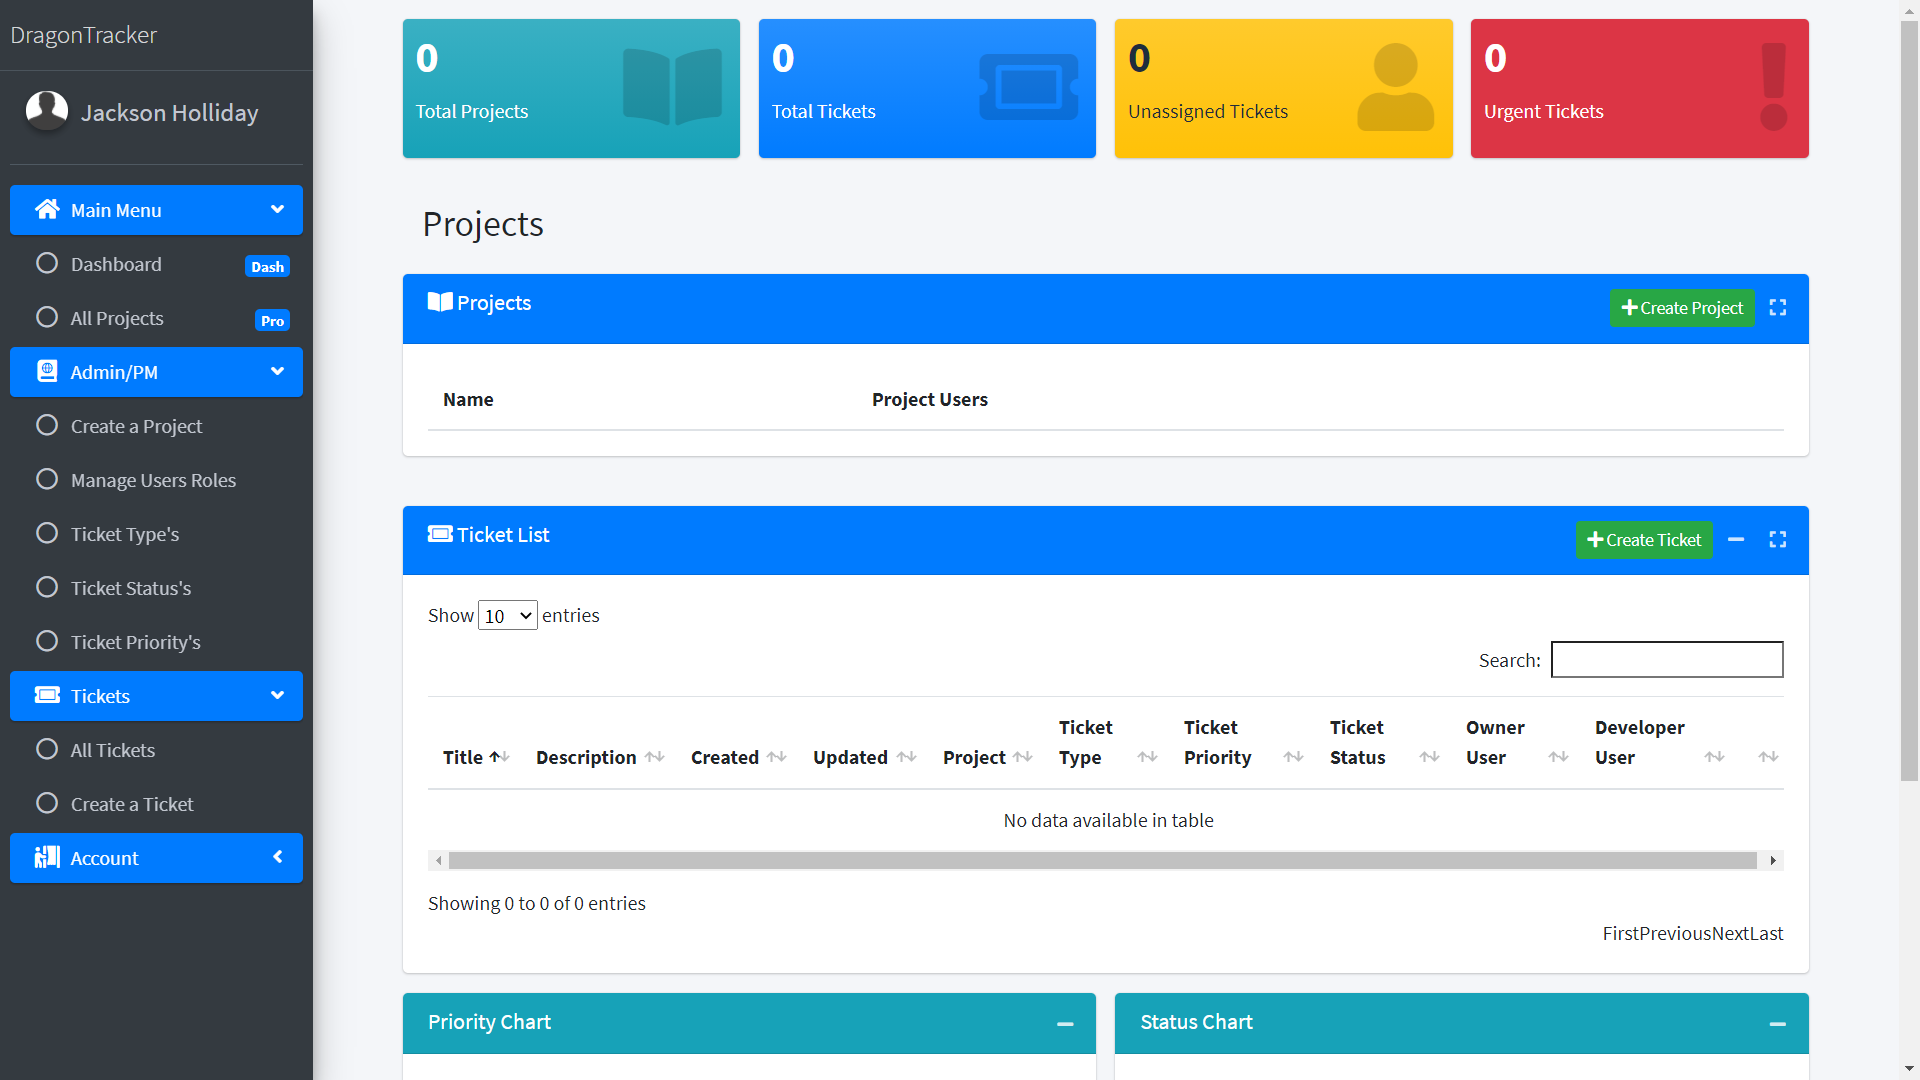 DragonTracker
Jackson Holliday
Main Menu
Dashboard Dash
All Projects Pro
Admin/PM
Create a Project
Manage Users Roles
Ticket Type's
Ticket Status's
Ticket Priority's
Tickets
All Tickets
Create a Ticket
Account
0
Total Projects
0
Total Tickets
0
Unassigned Tickets
0
Urgent Tickets
Projects
Projects
Create Project
Name Project Users
Ticket List
Create Ticket
Show 10 entries
Search:
Title Description Created Updated Project Ticket Type Ticket Priority Ticket Status Owner User Developer User
No data available in table
Showing 0 to 0 of 0 entries
FirstPreviousNextLast
Priority Chart
Status Chart